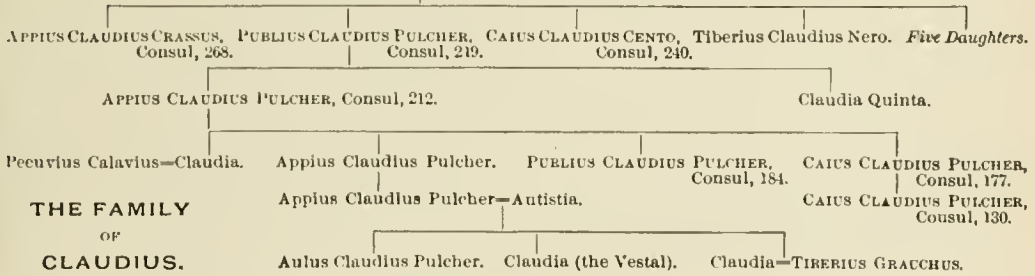 APPIUS CLAUDIUS CRASSUS, PUBLIUS CLAUDIUS PULCHER, CAIUS CLAUDIUS CENTO, Tiberius Claudius Nero. Five Daughters.
Consul, 268. Consul, 219. Consul, 240.
APPIUS CLAUDIUS PULCHER, Consul, 212. Claudia Quinta.
Pecuvius Calavius=Claudia. Appius Claudius Pulcher. PUBLIUS CLAUDIUS PULCHER, CAIUS CLAUDIUS PULCHER,
Consul, 184. Consul, 177.
Appius Claudius Pulcher=Antistia. CAIUS CLAUDIUS PULCHER,
Consul, 130.
THE FAMILY
OF
CLAUDIUS.
Aulus Claudius Pulcher. Claudia (the Vestal). Claudia=TIBERIUS GRACCHUS.